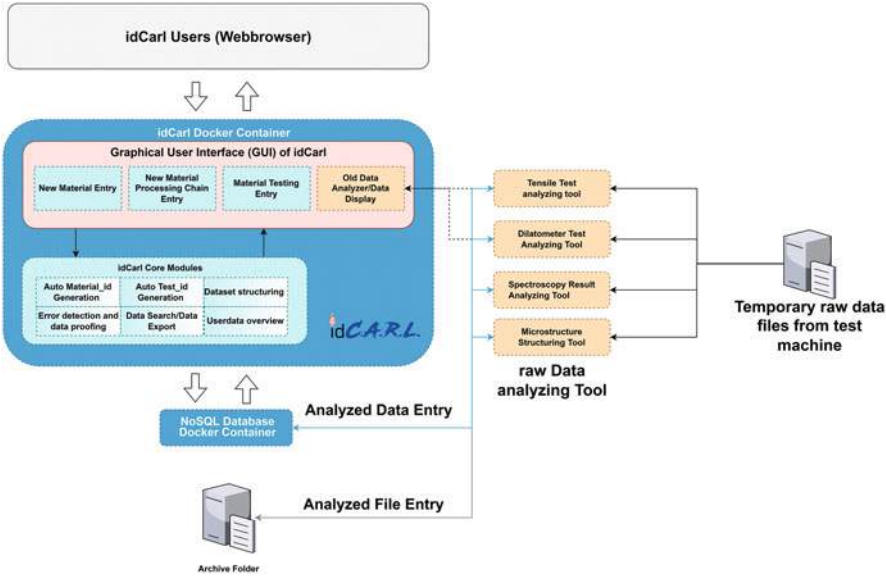 idCarl Users (Webbrowser)
idCarl Docker Container
Graphical User Interface (GUI) of idCarl
New Material Entry
New Material
Processing Chain
Entry
Material Testing
Entry
Old Data
Analyzer/Data
Display
idCarl Core Modules
Auto Material_id
Generation
Auto Test_id
Generation
Dataset structuring
Error detection and
data proofing
Data Search/Data
Export
Userdata overview
idC.A.R.L.
NoSQL Database
Docker Container
Tensile Test
analyzing tool
Dilatometer Test
Analyzing Tool
Spectroscopy Result
Analyzing Tool
Microstructure
Structuring Tool
raw Data
analyzing Tool
Temporary raw data
files from test
machine
Analyzed Data Entry
Analyzed File Entry
Archive Folder